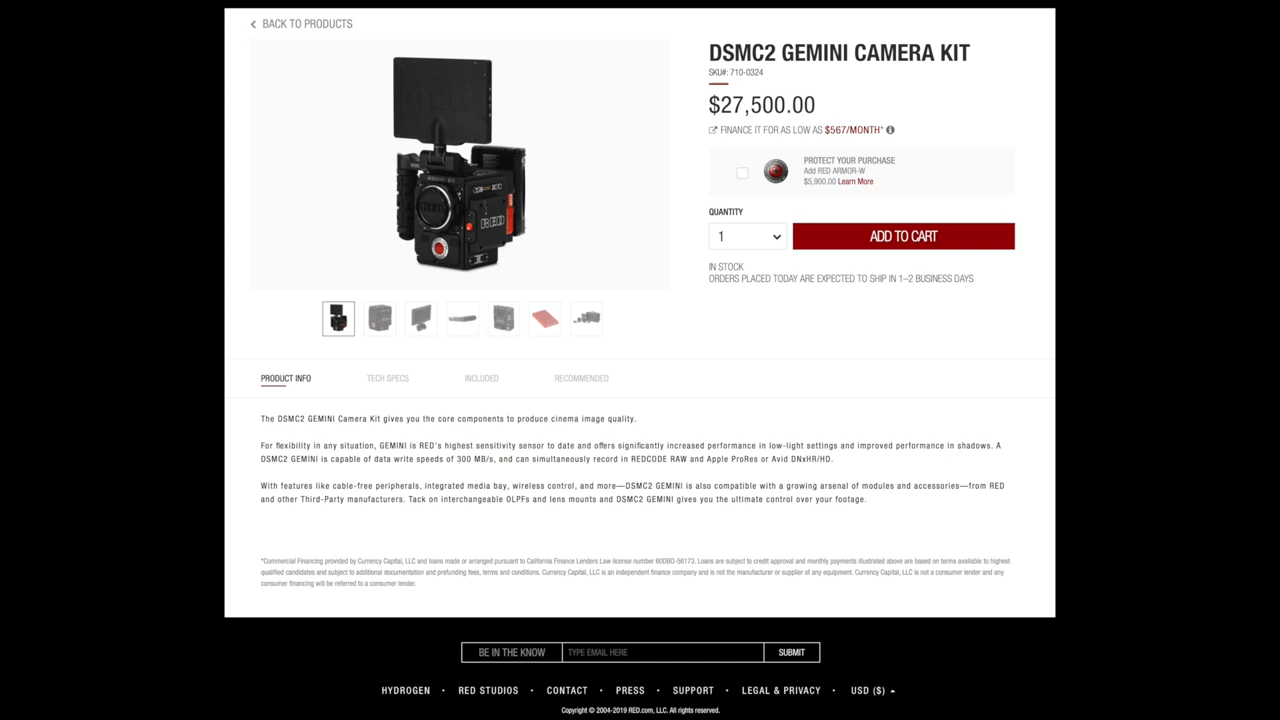 BACK TO PRODUCTS
DSMC2 GEMINI CAMERA KIT
SKU#: 710-0324
$27,500.00
FINANCE IT FOR AS LOW AS $567/MONTH*
PROTECT YOUR PURCHASE
Add RED ARMOR-W
$5,900.00 Learn More
QUANTITY
1
ADD TO CART
IN STOCK
ORDERS PLACED TODAY ARE EXPECTED TO SHIP IN 1–2 BUSINESS DAYS
RED
RED
PRODUCT INFO
TECH SPECS
INCLUDED
RECOMMENDED
The DSMC2 GEMINI Camera Kit gives you the core components to produce cinema image quality.
For flexibility in any situation, GEMINI is RED's highest sensitivity sensor to date and offers significantly increased performance in low-light settings and improved performance in shadows. A
DSMC2 GEMINI is capable of data write speeds of 300 MB/s, and can simultaneously record in REDCODE RAW and Apple ProRes or Avid DNxHR/HD.
With features like cable-free peripherals, integrated media bay, wireless control, and more—DSMC2 GEMINI is also compatible with a growing arsenal of modules and accessories—from RED
and other Third-Party manufacturers. Tack on interchangeable OLPFs and lens mounts and DSMC2 GEMINI gives you the ultimate control over your footage.
*Commercial Financing provided by Currency Capital, LLC and loans made or arranged pursuant to California Finance Lenders Law license number 60DBO-56173. Loans are subject to credit approval and monthly payments illustrated above are based on terms available to highest
qualified candidates and subject to additional documentation and prefunding fees, terms and conditions. Currency Capital, LLC is an independent finance company and is not the manufacturer or supplier of any equipment. Currency Capital, LLC is not a consumer lender and any
consumer financing will be referred to a consumer lender.
BE IN THE KNOW
TYPE EMAIL HERE
SUBMIT
HYDROGEN • RED STUDIOS • CONTACT • PRESS • SUPPORT • LEGAL & PRIVACY • USD ($)
Copyright © 2004-2019 RED.com, LLC. All rights reserved.